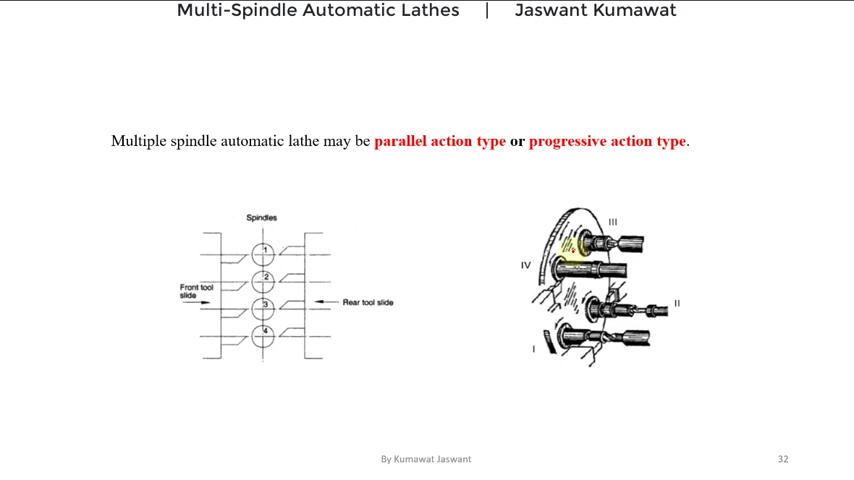 Multi-Spindle Automatic Lathes | Jaswant Kumawat
Multiple spindle automatic lathe may be parallel action type or progressive action type.
Spindles
1
2
3
4
Front tool
slide
Rear tool slide
III
IV
II
I
By Kumawat Jaswant
32